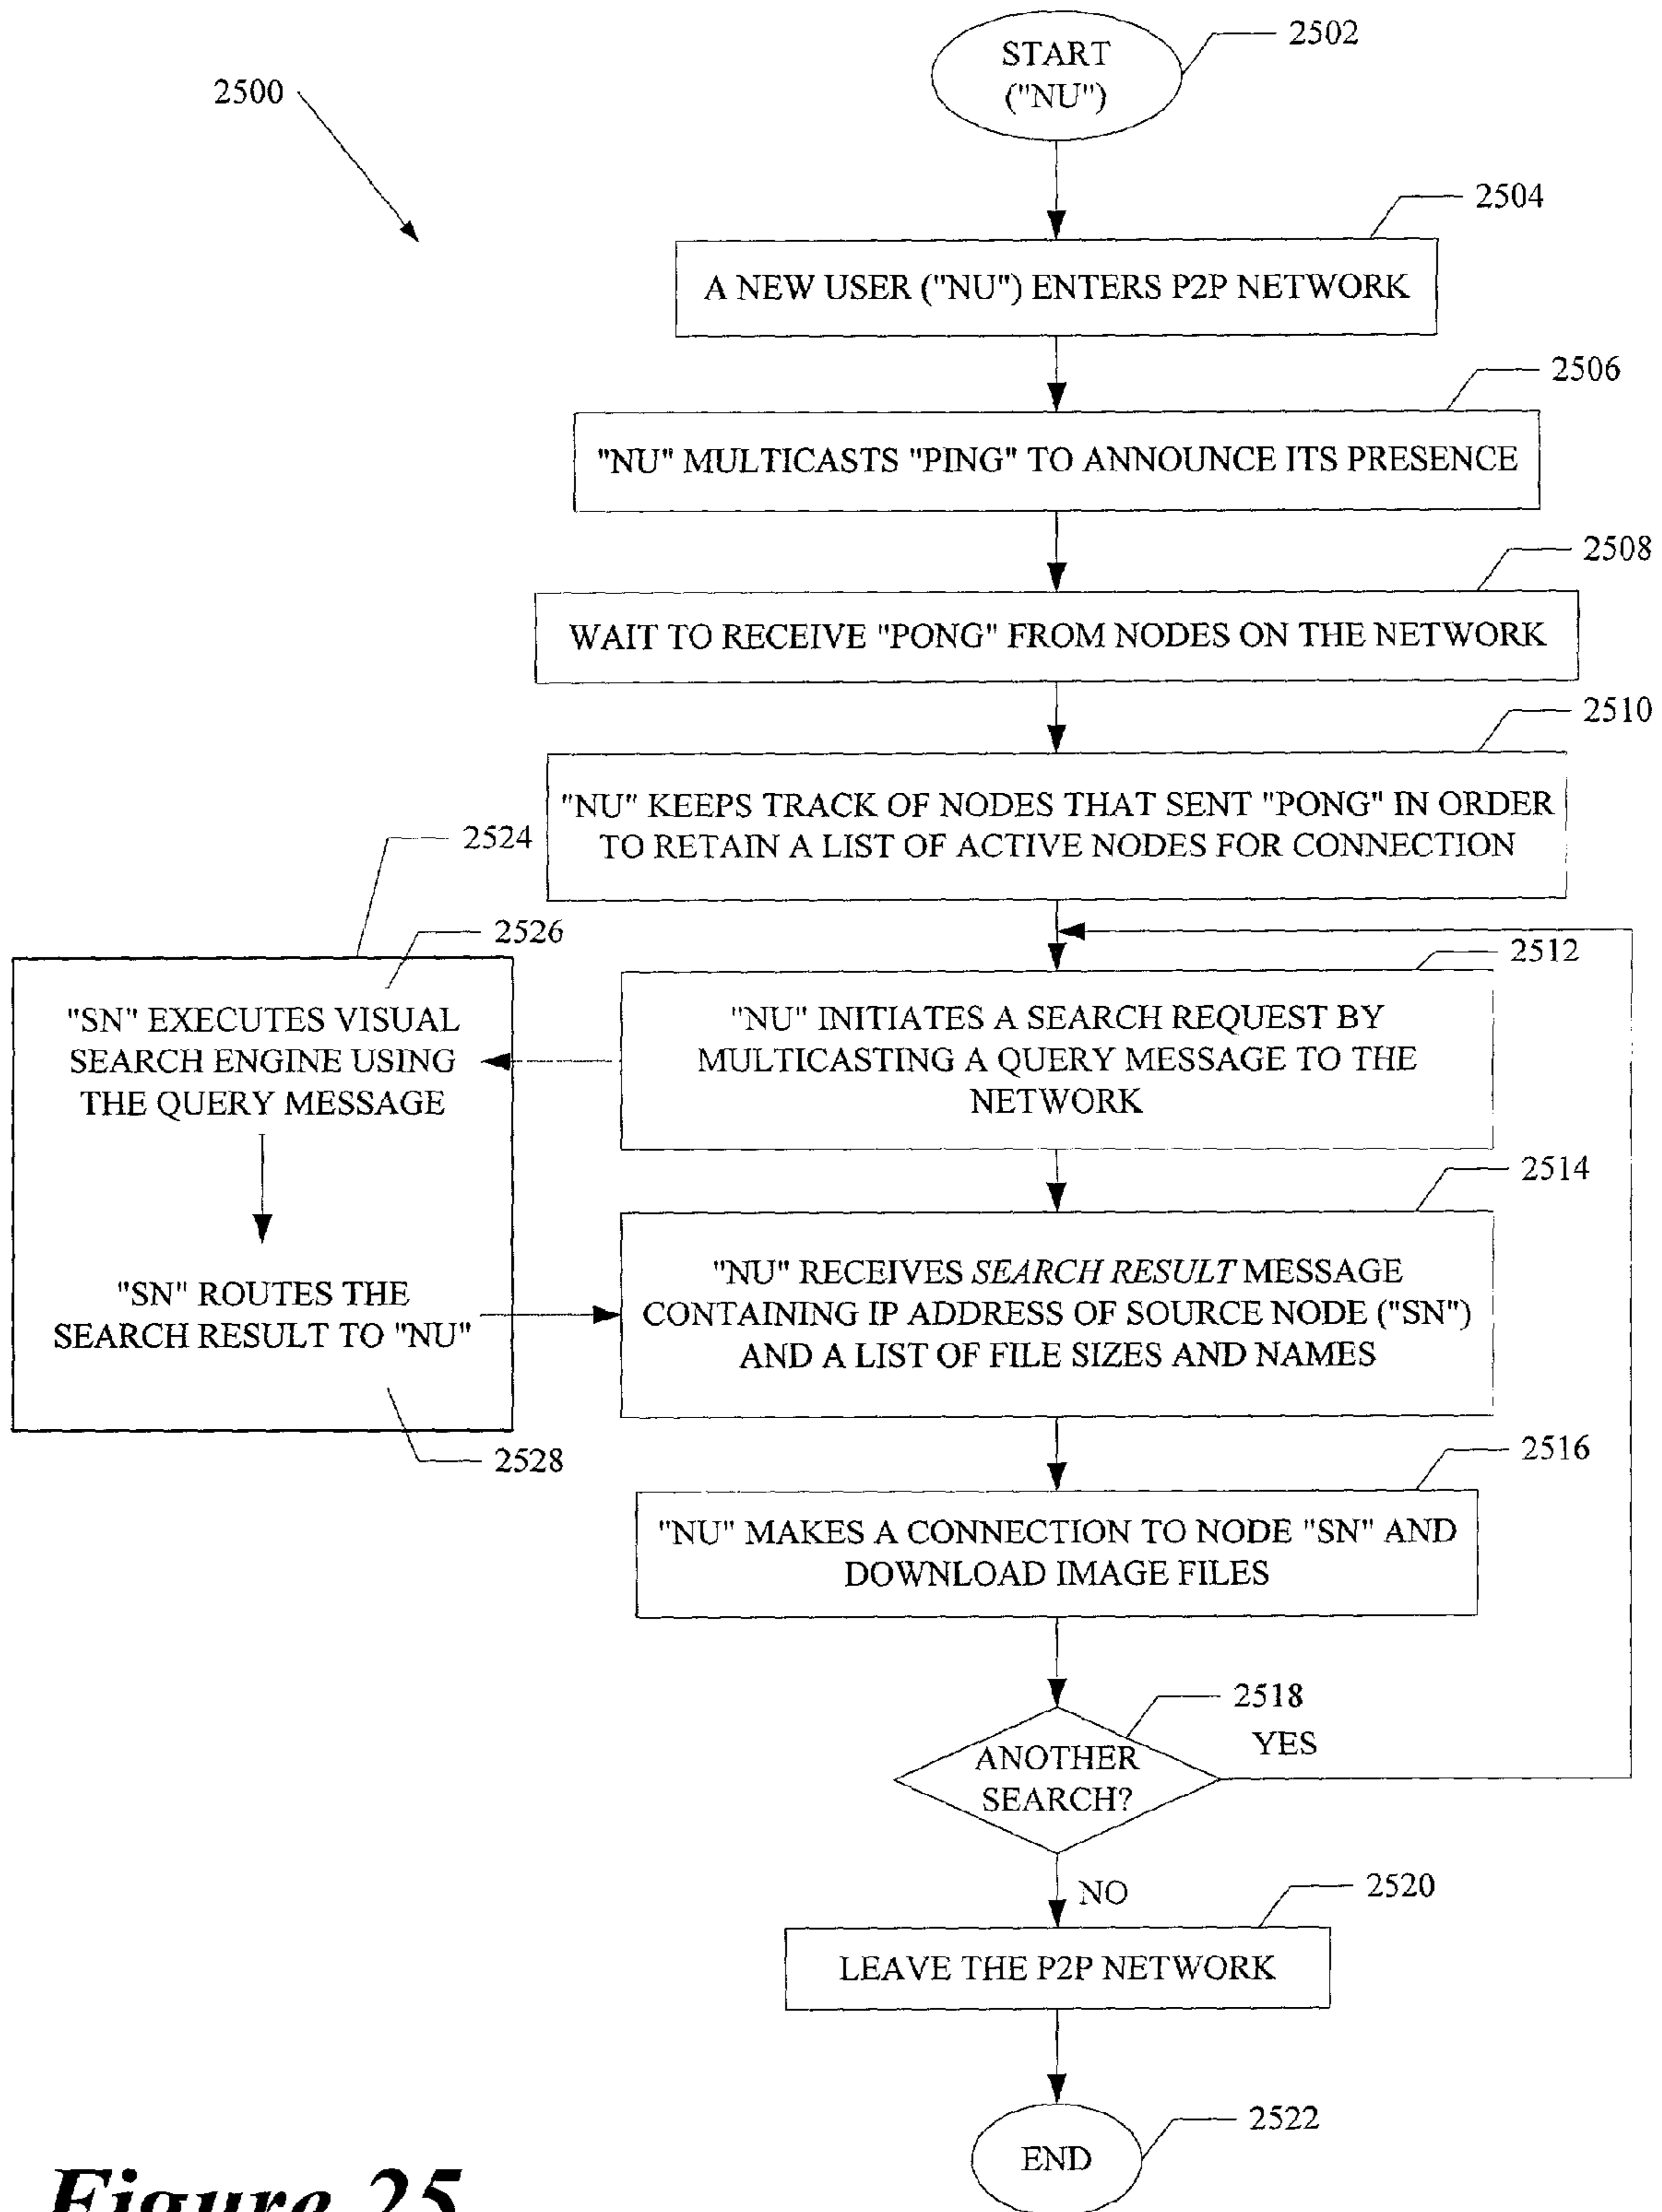 2502
START
("NU")
2500
2504
A NEW USER ("NU") ENTERS P2P NETWORK
2506
"NU" MULTICASTS "PING" TO ANNOUNCE ITS PRESENCE
2508
WAIT TO RECEIVE "PONG" FROM NODES ON THE NETWORK
2510
"NU" KEEPS TRACK OF NODES THAT SENT "PONG" IN ORDER
TO RETAIN A LIST OF ACTIVE NODES FOR CONNECTION
2524
2526
"SN" EXECUTES VISUAL
SEARCH ENGINE USING
THE QUERY MESSAGE
2512
"NU" INITIATES A SEARCH REQUEST BY
MULTICASTING A QUERY MESSAGE TO THE
NETWORK
2514
"NU" RECEIVES SEARCH RESULT MESSAGE
CONTAINING IP ADDRESS OF SOURCE NODE ("SN")
AND A LIST OF FILE SIZES AND NAMES
"SN" ROUTES THE
SEARCH RESULT TO "NU"
2528
2516
"NU" MAKES A CONNECTION TO NODE "SN" AND
DOWNLOAD IMAGE FILES
2518
ANOTHER
SEARCH?
YES
NO
2520
LEAVE THE P2P NETWORK
2522
END
Figure 25